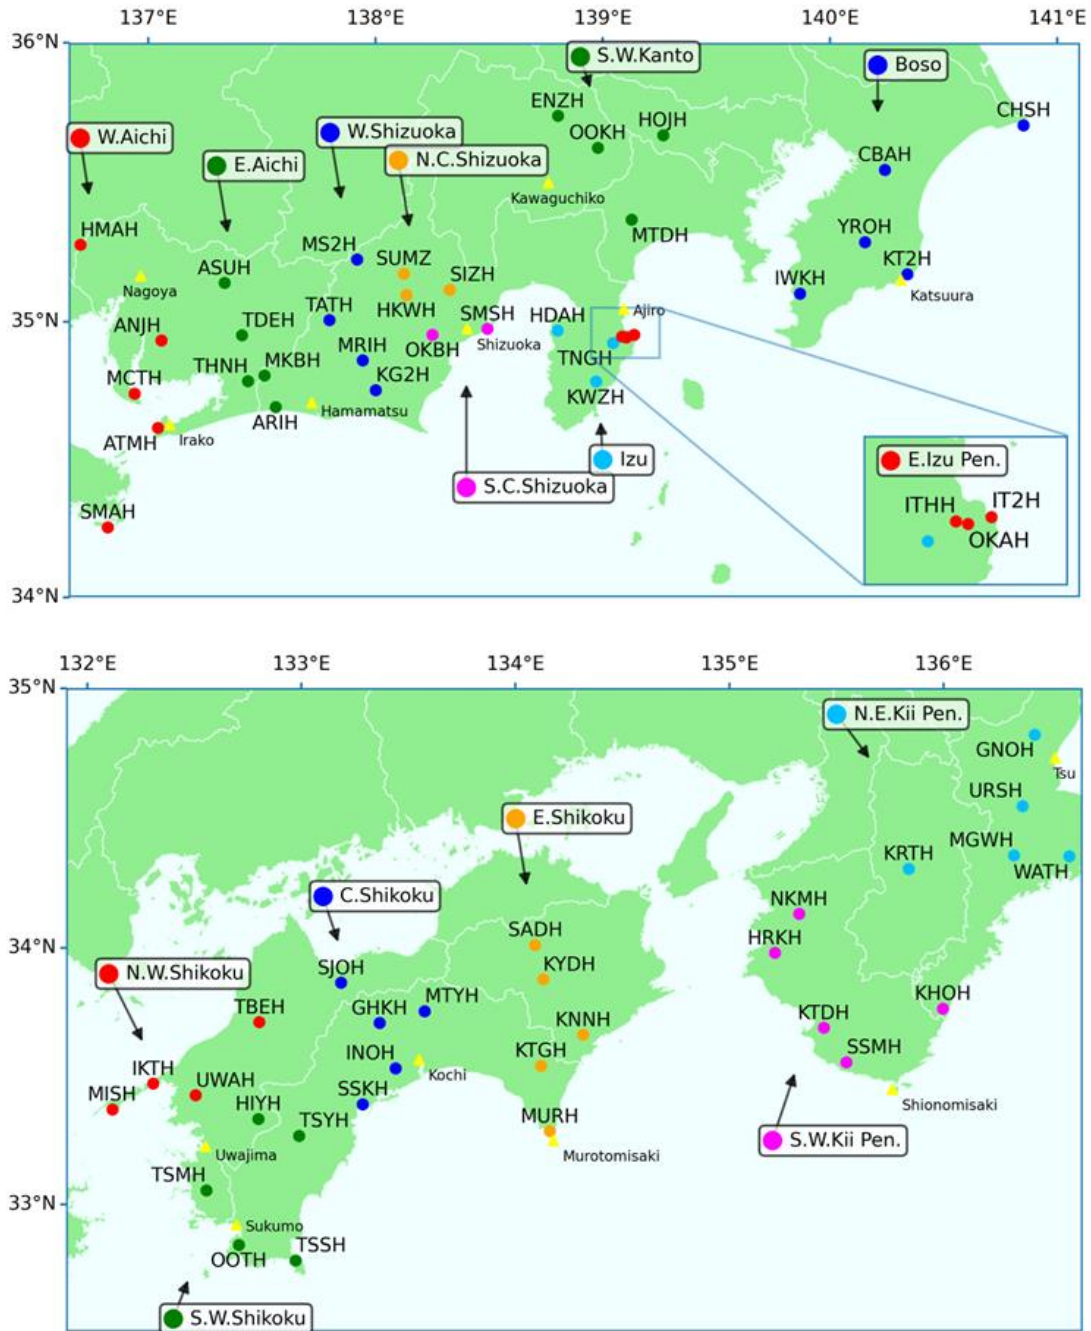 137°E 138°E 139°E 140°E 141°E
36°N
S.W.Kanto
Boso
ENZH
HOJH
CHSH
W.Aichi
W.Shizuoka
OOKH
E.Aichi
N.C.Shizuoka
CBAH
Kawaguchiko
HMAH
MTDH
YROH
MS2H
SUMZ
ASUH
SIZH
KT2H
Nagoya
IWKH
Katsuura
TATH
HKWH
SMSH
HDAH
Ajiro
35°N
ANJH
TDEH
MRIH
OKBH
Shizuoka
TNGH
THNH
MKBH
MCTH
KG2H
KWZH
ARIH
Hamamatsu
ATMH
Irako
Izu
E.Izu Pen.
S.C.Shizuoka
ITHH
IT2H
SMAH
OKAH
34°N
132°E 133°E 134°E 135°E 136°E
35°N
N.E.Kii Pen.
GNOH
Tsu
URSH
E.Shikoku
MGWH
KRTH
WATH
C.Shikoku
NKMH
34°N
SADH
HRKH
N.W.Shikoku
SJOH
KYDH
TBEH
GHKH
MTYH
KHOH
KNNH
KTDH
IKTH
INOH
KTGH
SSMH
MISH
UWAH
Kochi
HIYH
SSKH
Shionomisaki
TSYH
MURH
S.W.Kii Pen.
Uwajima
Murotomisaki
TSMH
33°N
Sukumo
OOTH
TSSH
S.W.Shikoku